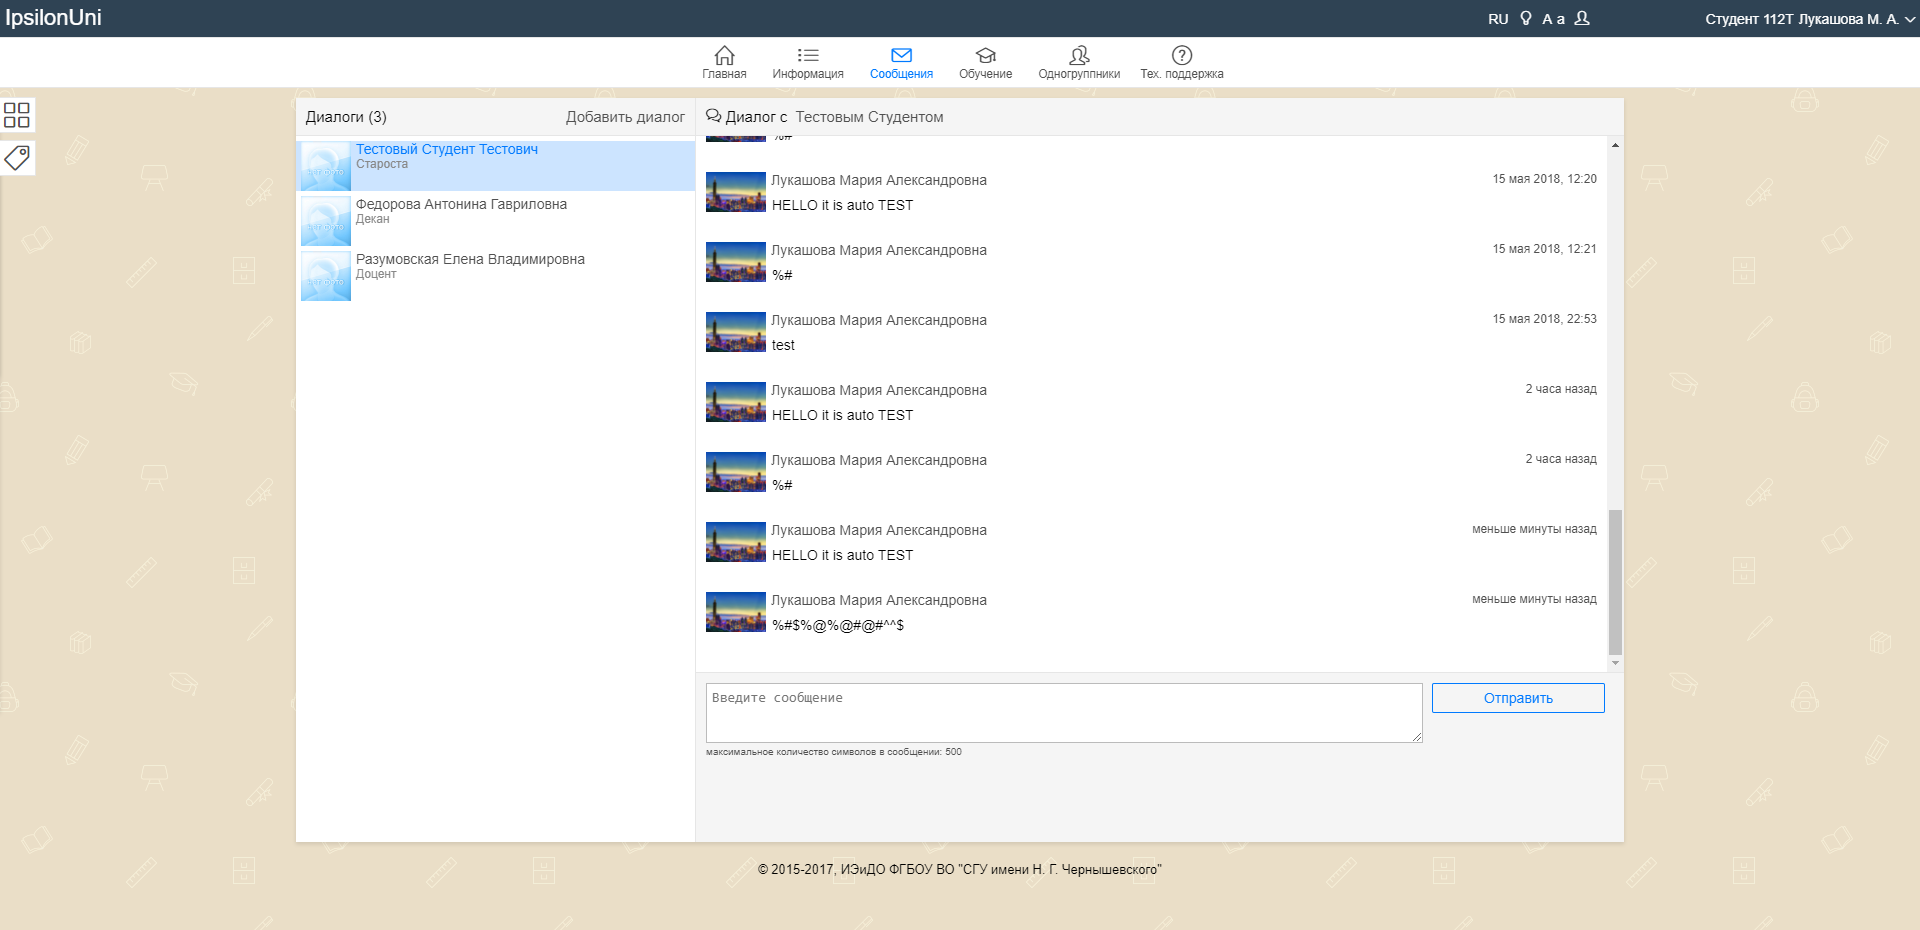 IpsilonUni
RU A a Студент 112Т Лукашова М. А.
Главная Информация Сообщения Обучение Одногруппники Тех. поддержка
Диалоги (3) Добавить диалог
Тестовый Студент Тестович
Староста
Федорова Антонина Гавриловна
Декан
Разумовская Елена Владимировна
Доцент
Диалог с Тестовым Студентом
%#
Лукашова Мария Александровна 15 мая 2018, 12:20
HELLO it is auto TEST
Лукашова Мария Александровна 15 мая 2018, 12:21
%#
Лукашова Мария Александровна 15 мая 2018, 22:53
test
Лукашова Мария Александровна 2 часа назад
HELLO it is auto TEST
Лукашова Мария Александровна 2 часа назад
%#
Лукашова Мария Александровна меньше минуты назад
HELLO it is auto TEST
Лукашова Мария Александровна меньше минуты назад
%#$%@%@#@#^^$
Введите сообщение
Отправить
максимальное количество символов в сообщении: 500
© 2015-2017, ИЭиДО ФГБОУ ВО "СГУ имени Н. Г. Чернышевского"